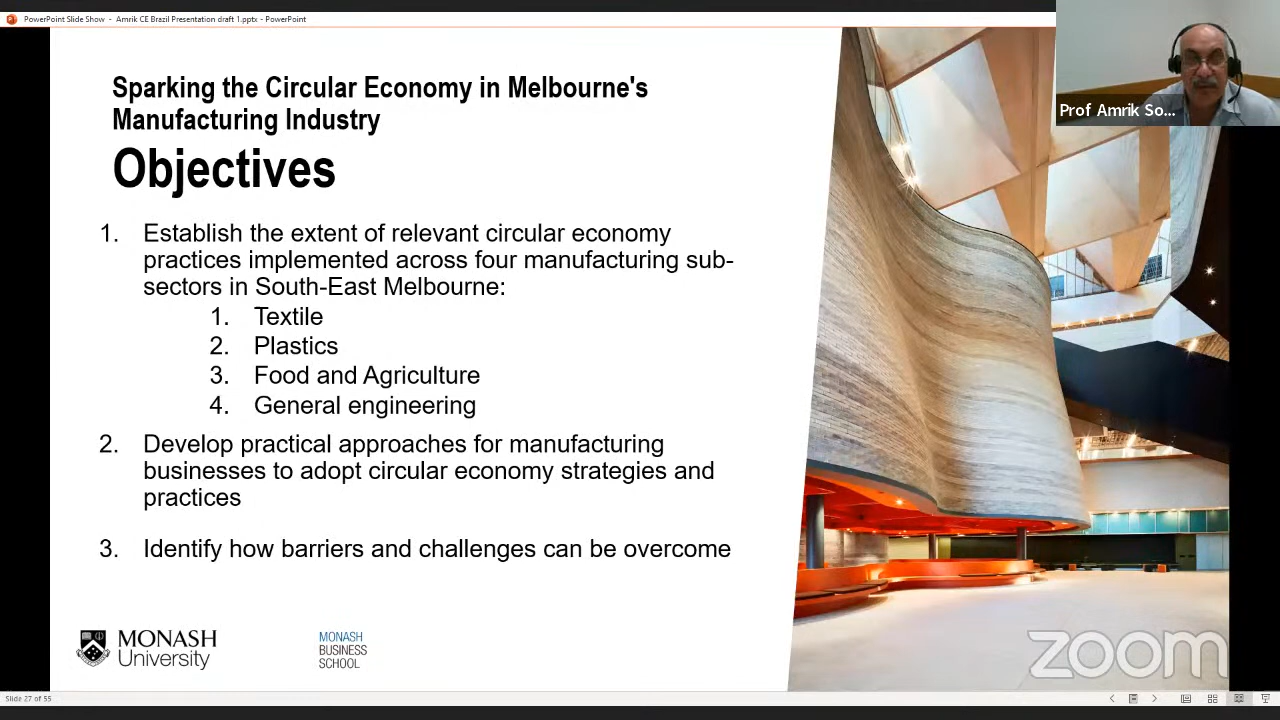 PowerPoint Slide Show - Amrik CE Brazil Presentation draft 1.pptx - PowerPoint
Prof Amrik So...
Sparking the Circular Economy in Melbourne's
Manufacturing Industry
Objectives
1. Establish the extent of relevant circular economy
practices implemented across four manufacturing sub-
sectors in South-East Melbourne:
1. Textile
2. Plastics
3. Food and Agriculture
4. General engineering
2. Develop practical approaches for manufacturing
businesses to adopt circular economy strategies and
practices
3. Identify how barriers and challenges can be overcome
MONASH
University
MONASH
BUSINESS
SCHOOL
zoom
Slide 27 of 55